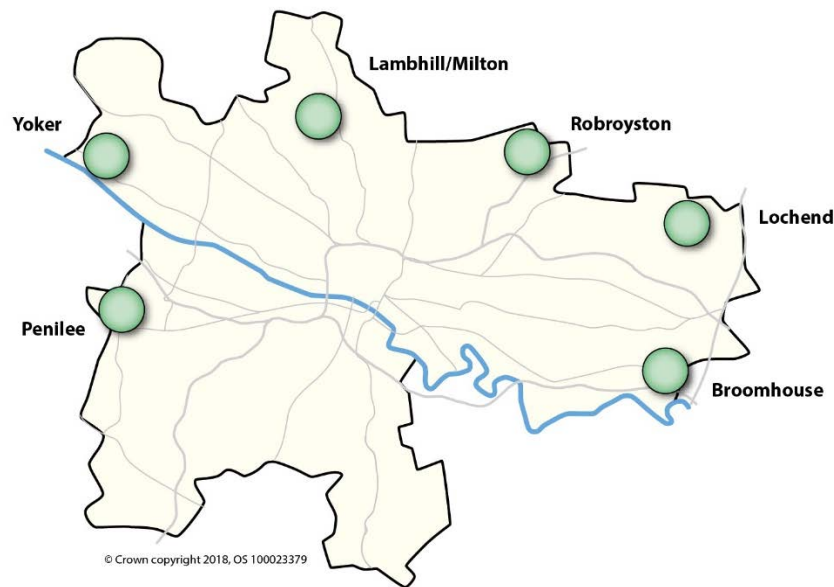 Lambhill/Milton
Yoker
Robroyston
Lochend
Penilee
Broomhouse
© Crown copyright 2018, OS 100023379